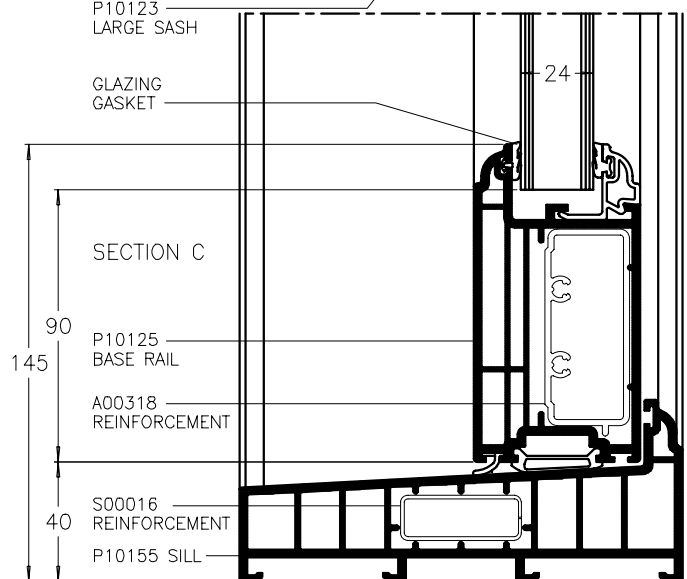 P10123
LARGE SASH
24
GLAZING
GASKET
SECTION C
90
P10125
BASE RAIL
145
A00318
REINFORCEMENT
S00016
REINFORCEMENT
40
P10155 SILL